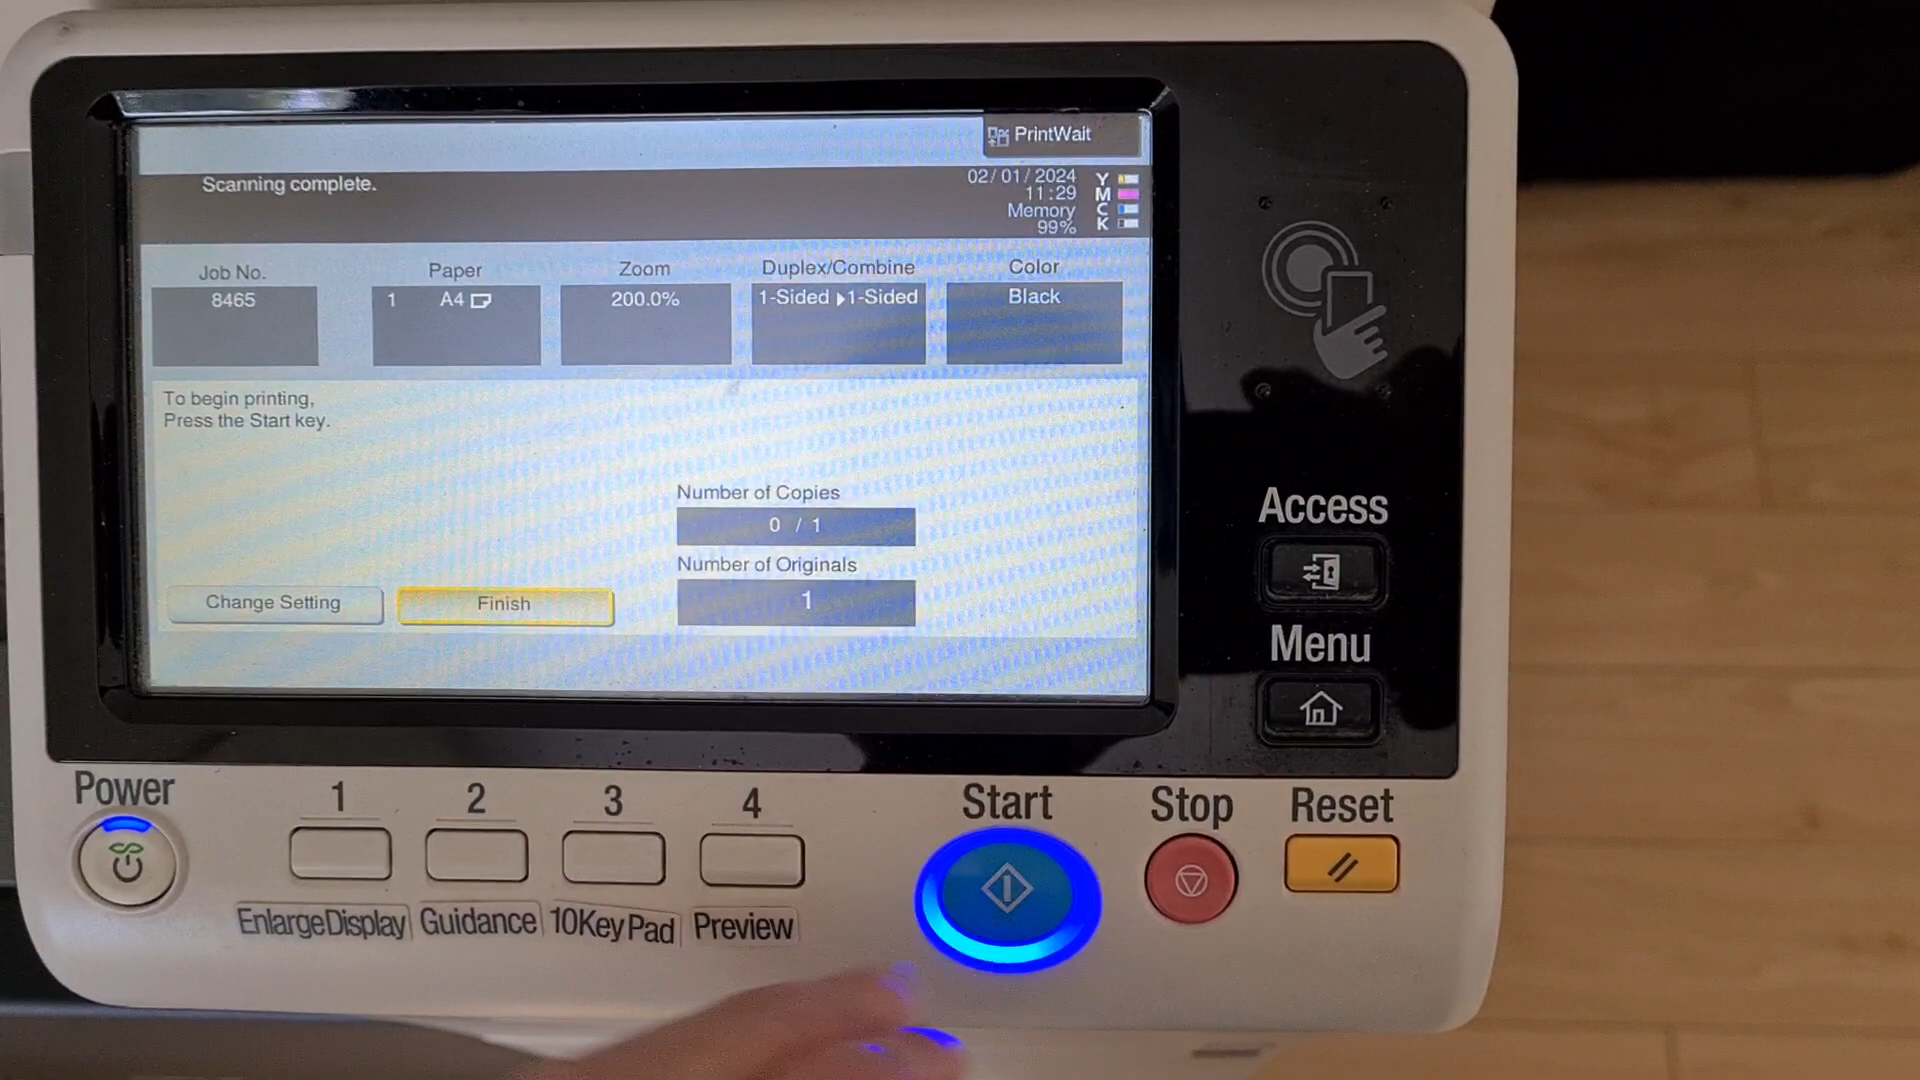 PrintWait
Scanning complete.
02/01/2024
11:29
Memory
99%
Y
M
C
K
Job No.
8465
Paper
1 A4
Zoom
200.0%
Duplex/Combine
1-Sided ▶1-Sided
Color
Black
To begin printing,
Press the Start key.
Number of Copies
0 / 1
Number of Originals
1
Change Setting
Finish
Access
Menu
Power
1
2
3
4
Start
Stop
Reset
EnlargeDisplay
Guidance
10Key Pad
Preview